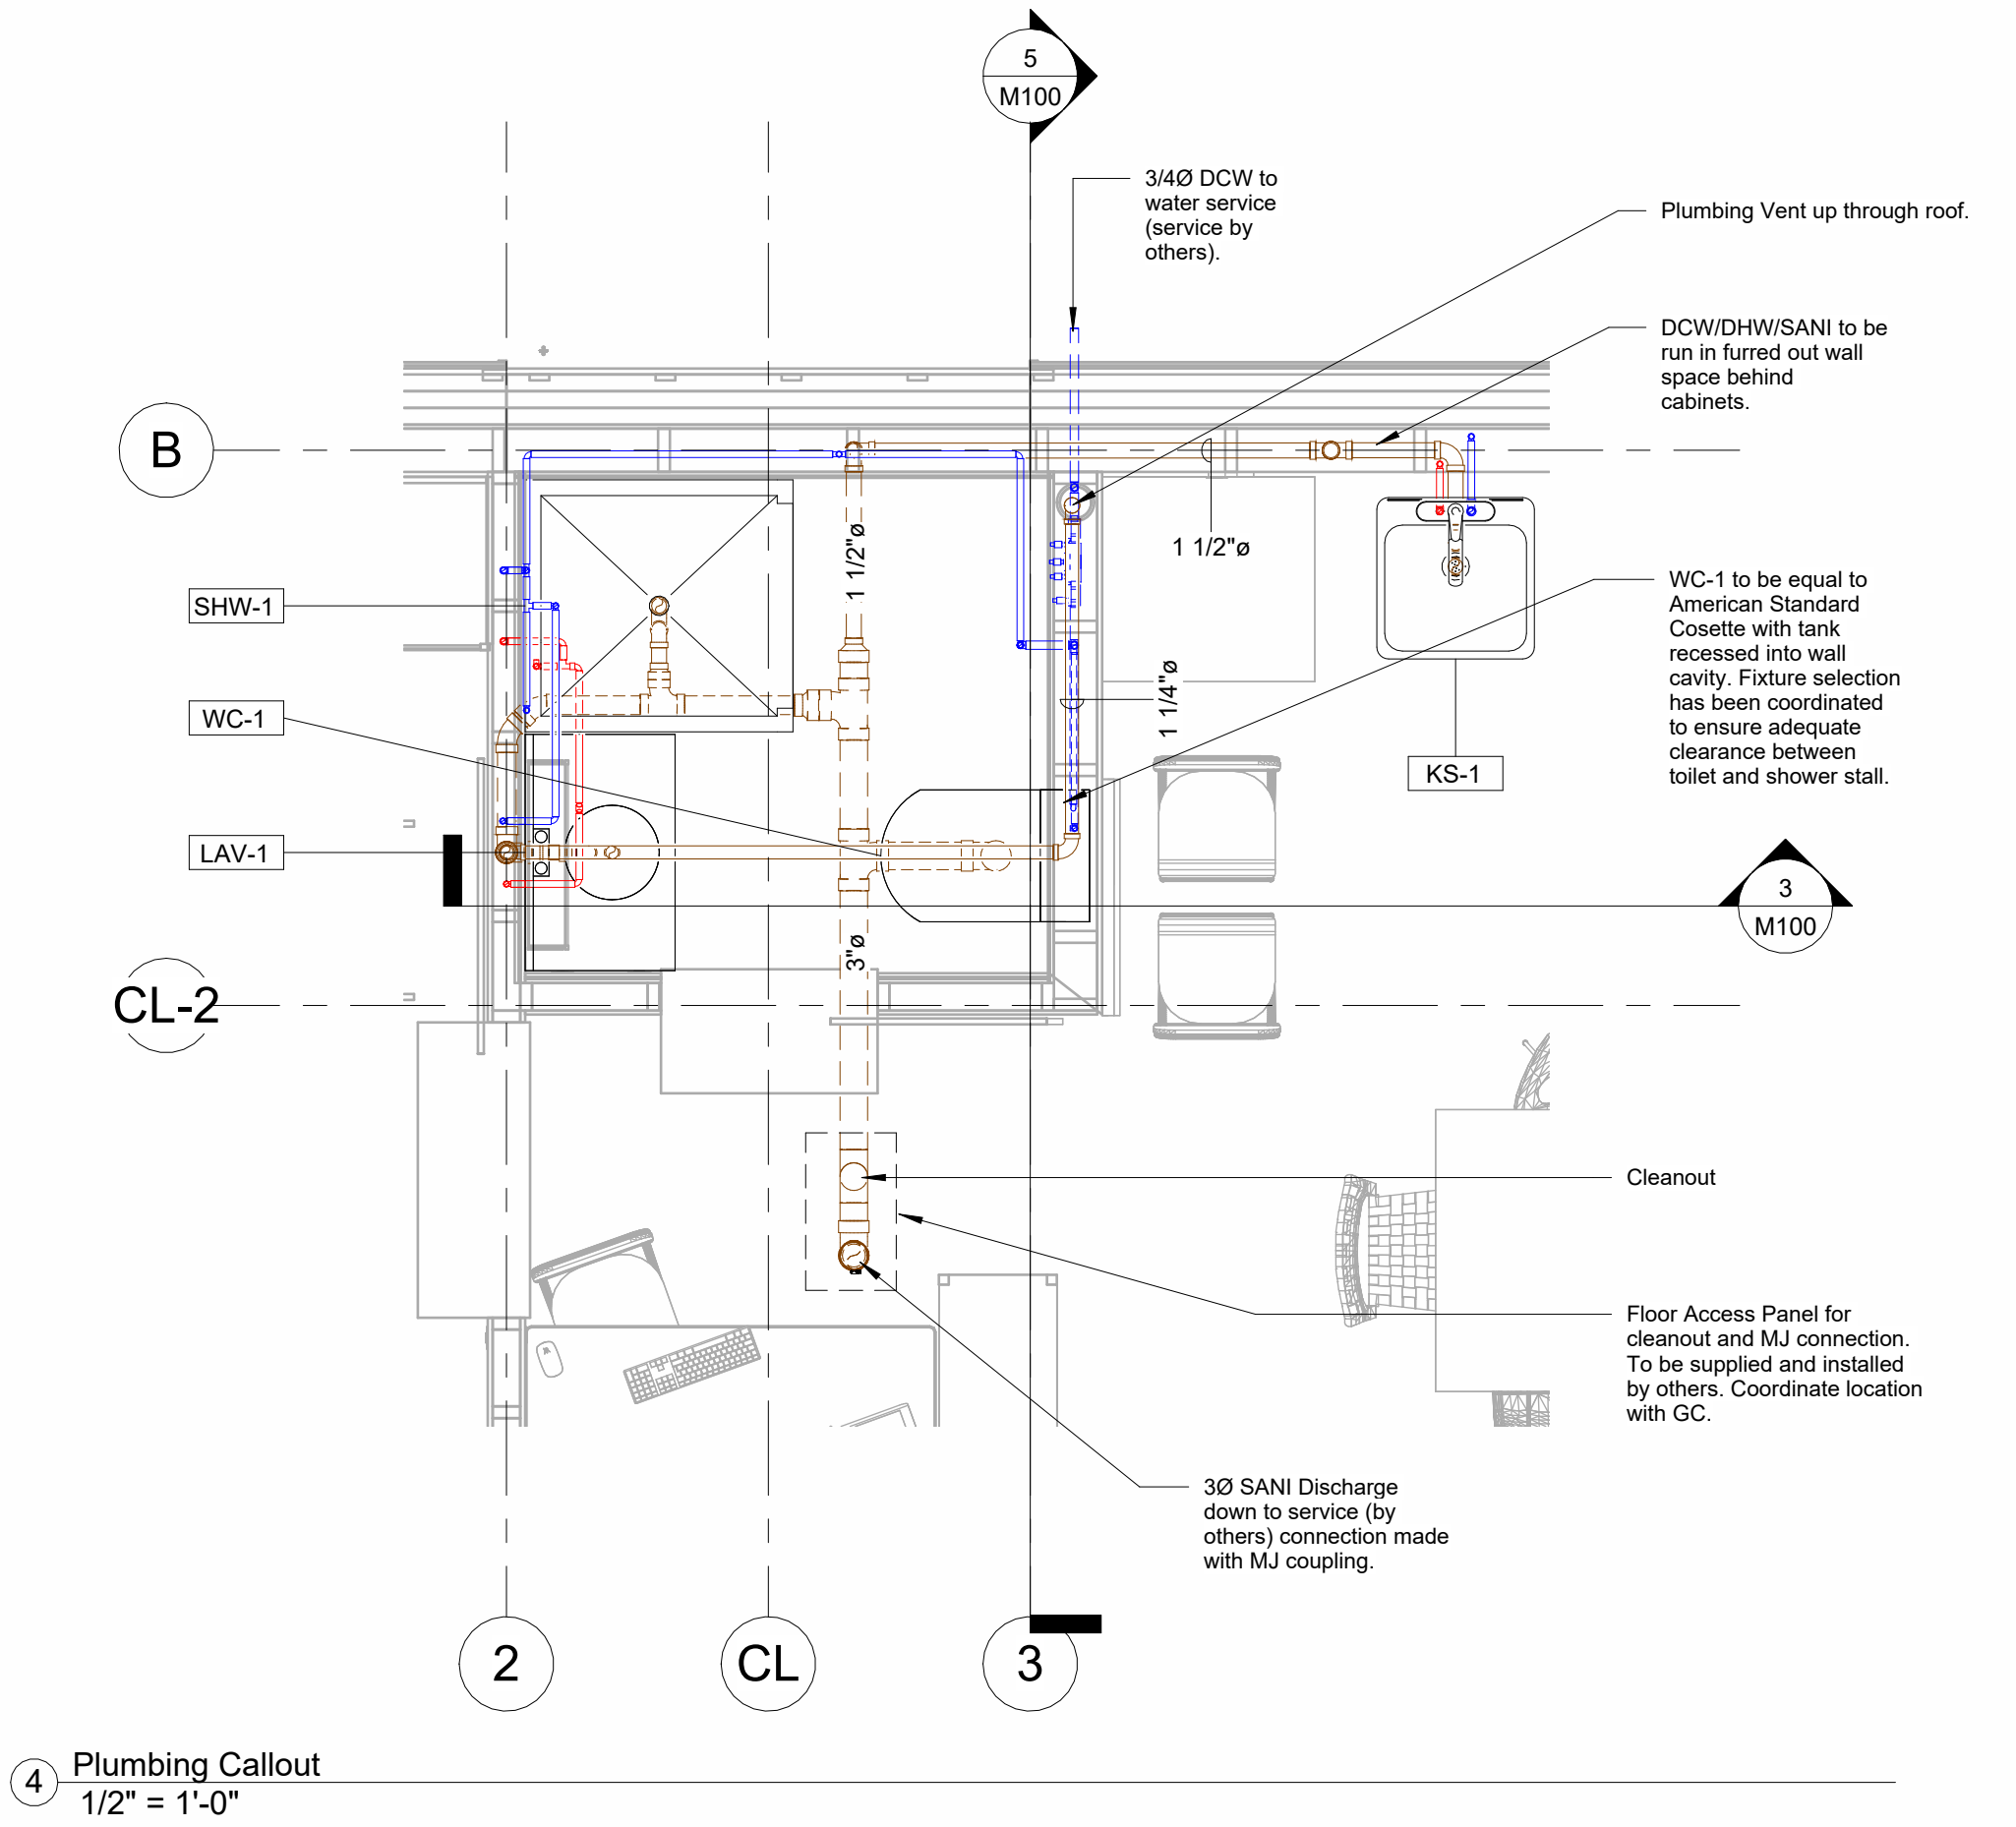 5
M100
3/4Ø DCW to
water service
(service by
others).
Plumbing Vent up through roof.
DCW/DHW/SANI to be
run in furred out wall
space behind
cabinets.
B
1 1/2"ø
1 1/2"ø
SHW-1
WC-1 to be equal to
American Standard
Cosette with tank
recessed into wall
cavity. Fixture selection
has been coordinated
to ensure adequate
clearance between
toilet and shower stall.
1 1/4"ø
WC-1
KS-1
LAV-1
3
M100
3"ø
CL-2
Cleanout
Floor Access Panel for
cleanout and MJ connection.
To be supplied and installed
by others. Coordinate location
with GC.
3Ø SANI Discharge
down to service (by
others) connection made
with MJ coupling.
2
CL
3
4
Plumbing Callout
1/2" = 1'-0"